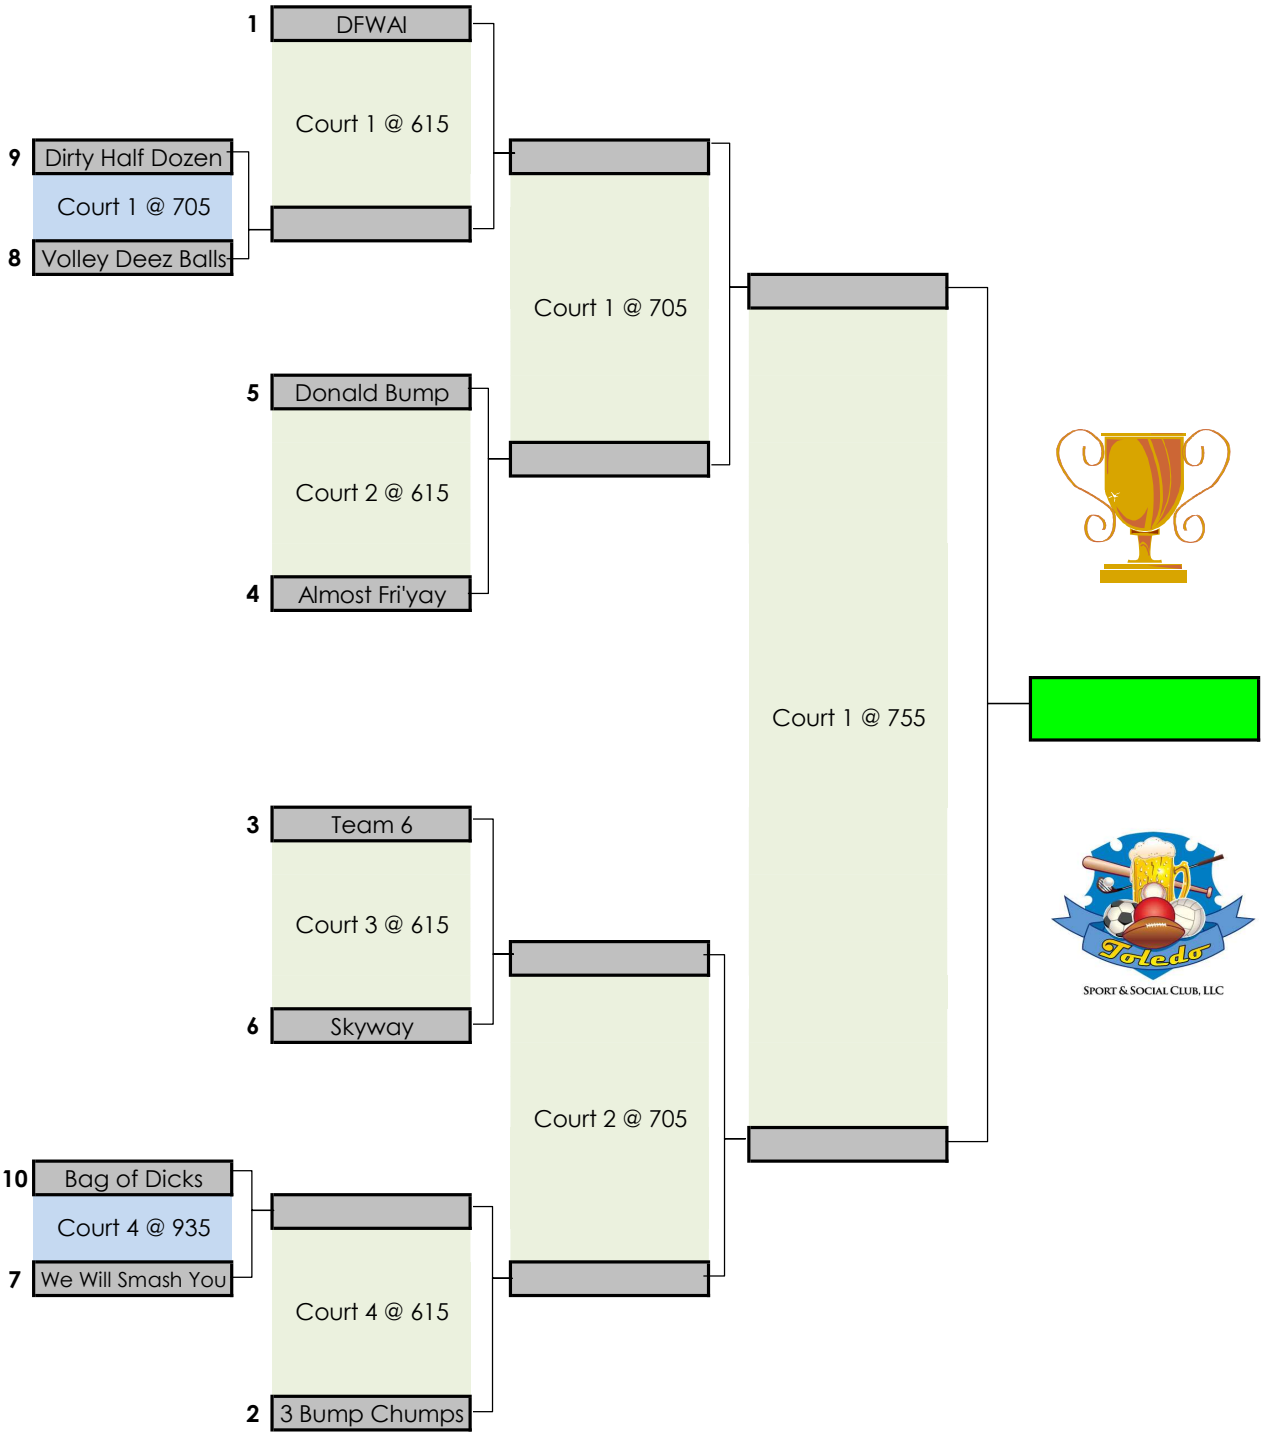 1 DFWAI
Court 1 @ 615
9 Dirty Half Dozen
Court 1 @ 705
8 Volley Deez Balls
Court 1 @ 705
5 Donald Bump
Court 2 @ 615
4 Almost Fri'yay
Court 1 @ 755
3 Team 6
Court 3 @ 615
6 Skyway
Toledo
SPORT & SOCIAL CLUB, LLC
Court 2 @ 705
10 Bag of Dicks
Court 4 @ 935
7 We Will Smash You
Court 4 @ 615
2 3 Bump Chumps